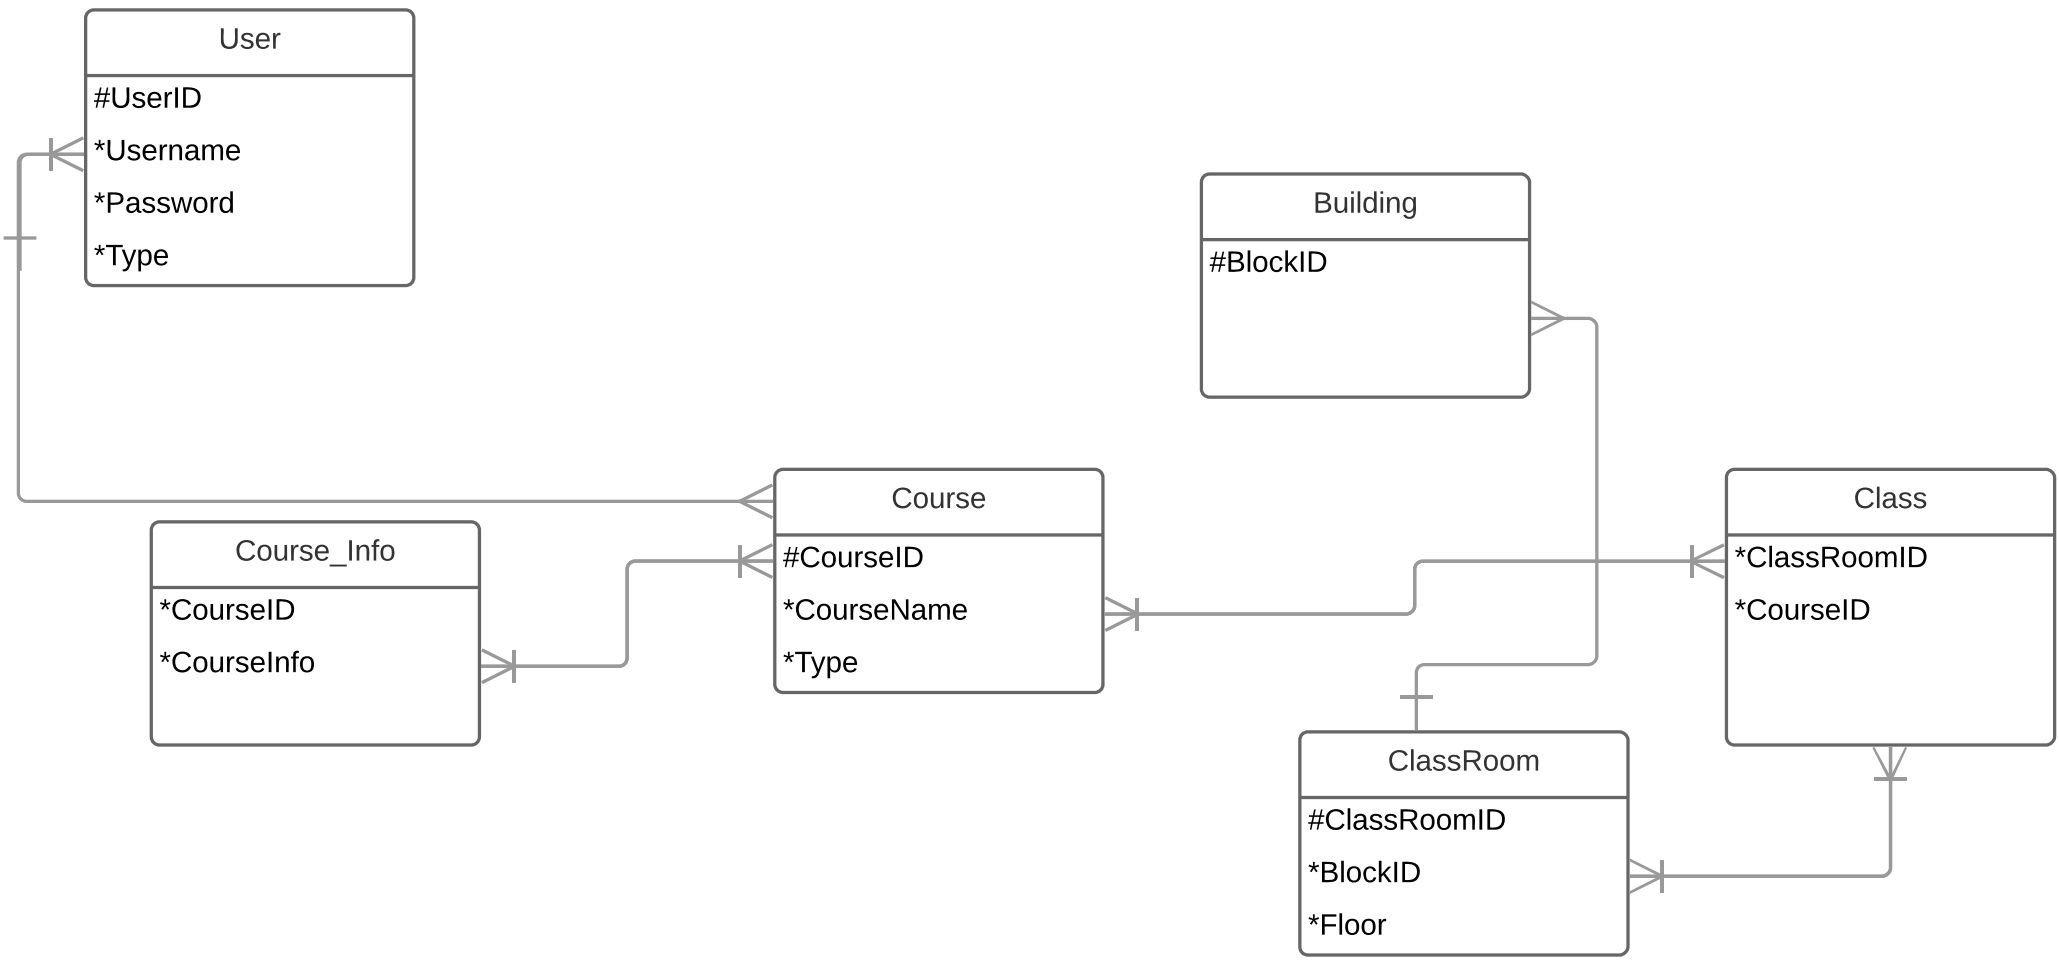 User
#UserID
*Username
*Password
*Type
Building
#BlockID
Course
#CourseID
*CourseName
*Type
Course_Info
*CourseID
*CourseInfo
Class
*ClassRoomID
*CourseID
ClassRoom
#ClassRoomID
*BlockID
*Floor